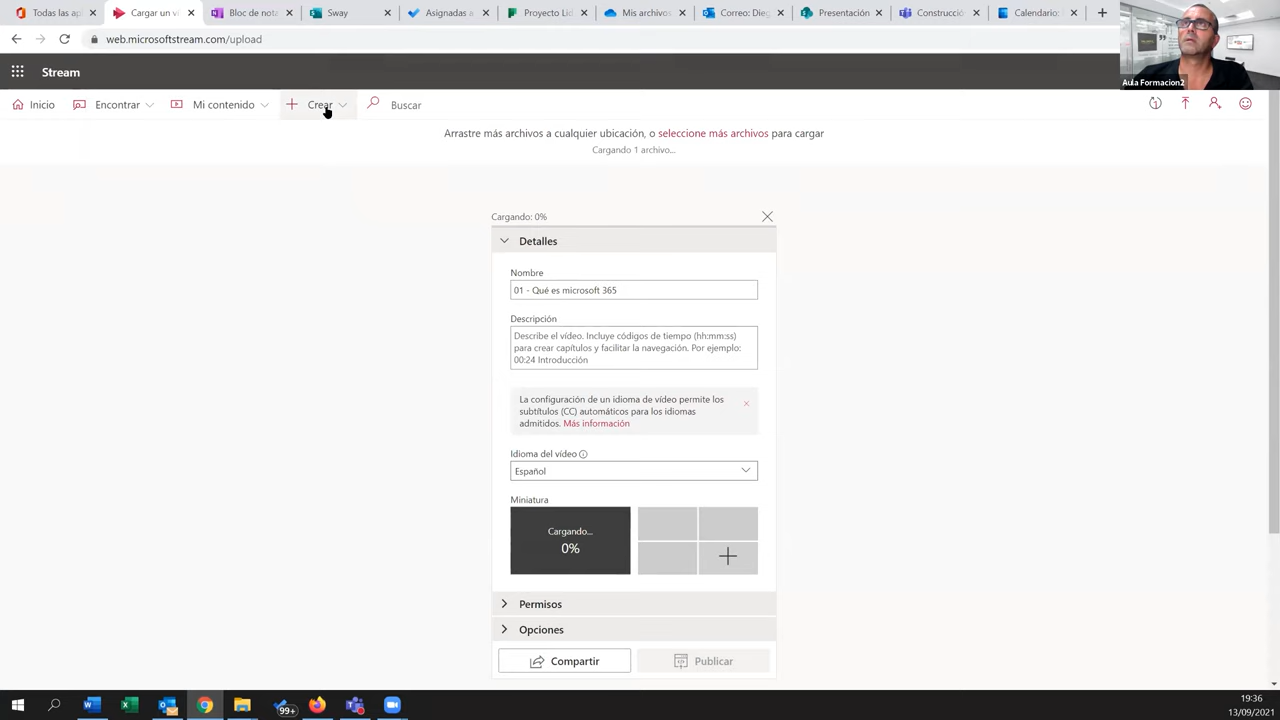 Todas las ap
Cargar un ví
Bloc de nota
Sway
Asignadas a
Proyecto Lid
Mis archivos
Correo: Dieg
Presentación
Construcció
Calendario:
web.microsoftstream.com/upload
Stream
Aula Formacion2
Inicio
Encontrar
Mi contenido
Crear
Buscar
Arrastre más archivos a cualquier ubicación, o seleccione más archivos para cargar
Cargando 1 archivo...
Cargando: 0%
Detalles
Nombre
01 - Qué es microsoft 365
Descripción
Describe el vídeo. Incluye códigos de tiempo (hh:mm:ss)
para crear capítulos y facilitar la navegación. Por ejemplo:
00:24 Introducción
La configuración de un idioma de vídeo permite los
subtítulos (CC) automáticos para los idiomas
admitidos. Más información
Idioma del vídeo
Español
Miniatura
Cargando...
0%
Permisos
Opciones
Compartir
Publicar
99+
19:36
13/09/2021